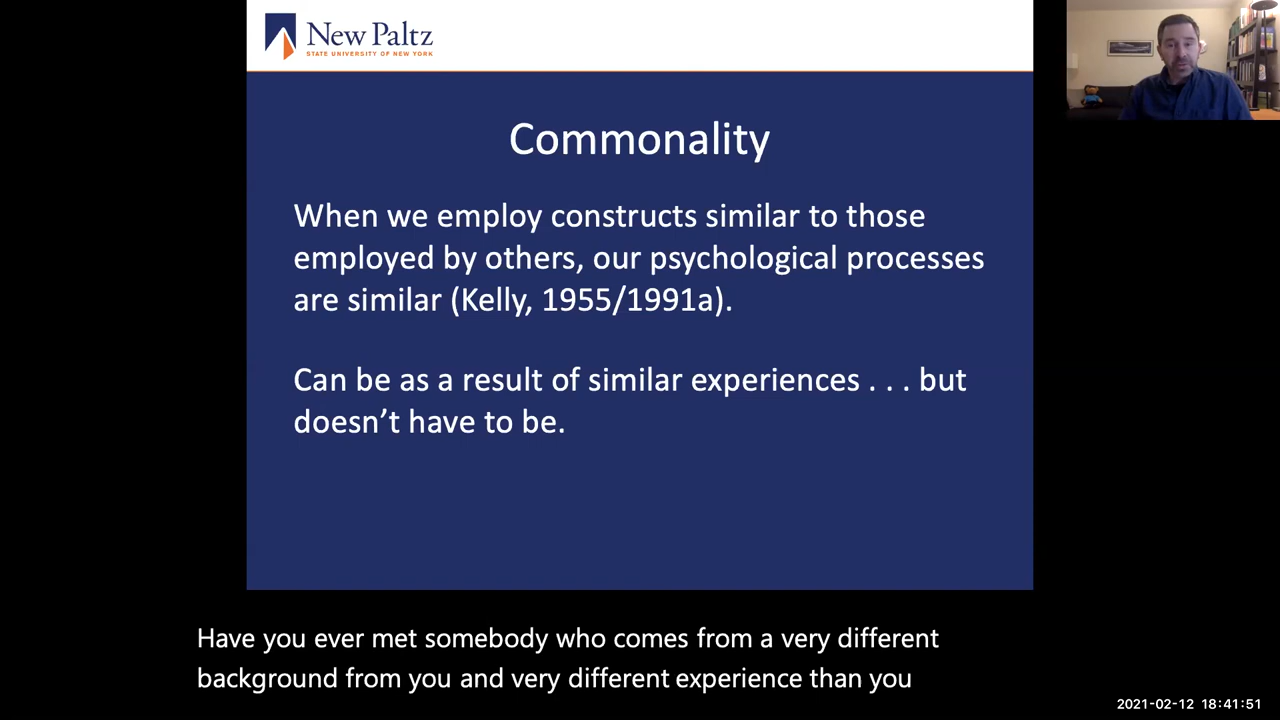 New Paltz
STATE UNIVERSITY OF NEW YORK
Commonality
When we employ constructs similar to those
employed by others, our psychological processes
are similar (Kelly, 1955/1991a).
Can be as a result of similar experiences . . . but
doesn’t have to be.
Have you ever met somebody who comes from a very different
background from you and very different experience than you
2021-02-12 18:41:51